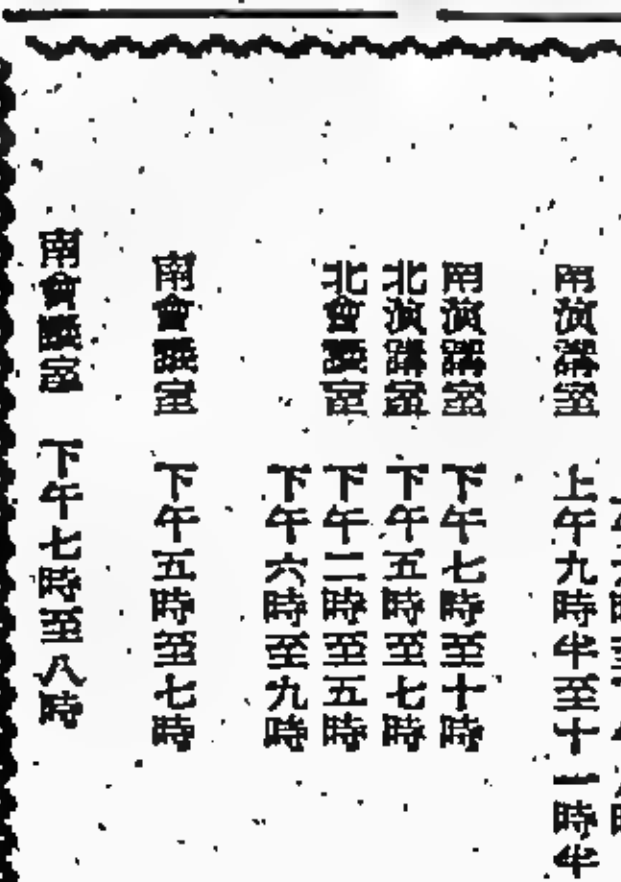 南演講室 上午九時半至十一時半
南演講室 下午七時至十時
北演講室 下午五時至七時
北會議室 下午二時至五時
下午六時至九時
南會議室 下午五時至七時
南會議室 下午七時至八時